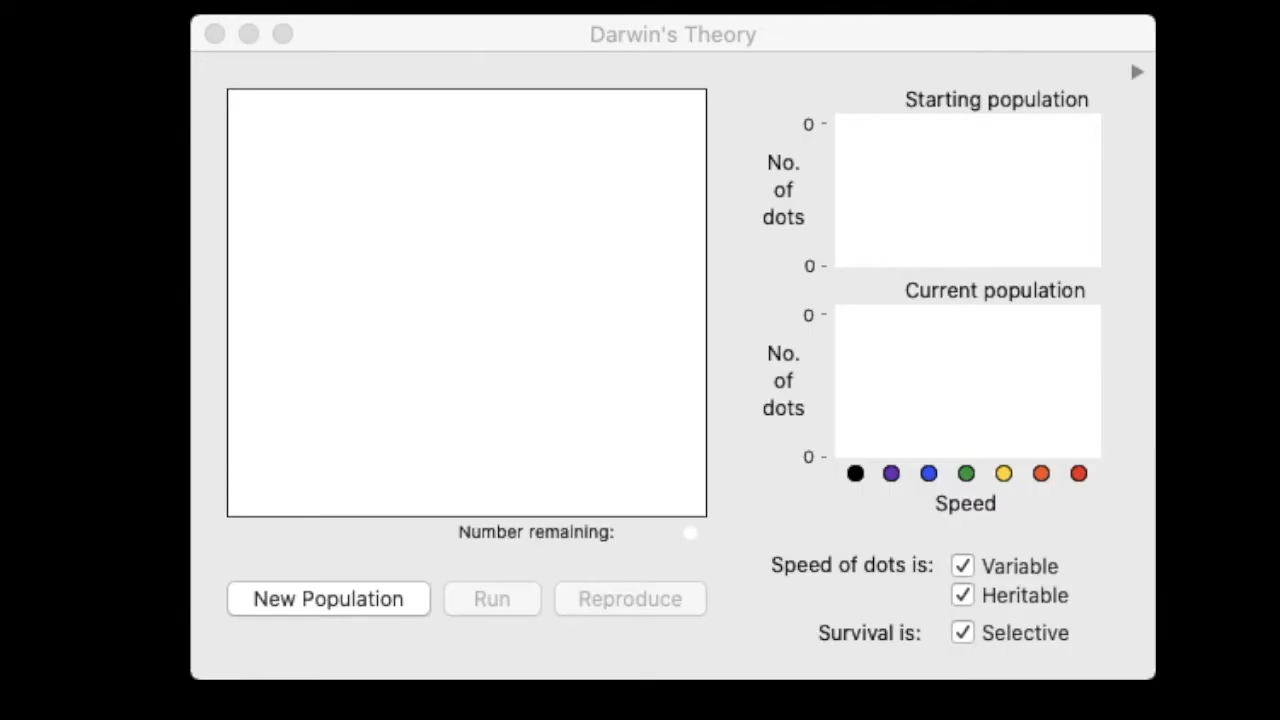 Darwin's Theory
Starting population
0 -
No.
of
dots
0 -
Current population
0 -
No.
of
dots
0 -
Speed
Number remaining:
Speed of dots is:
Variable
Heritable
Survival is:
Selective
New Population
Run
Reproduce